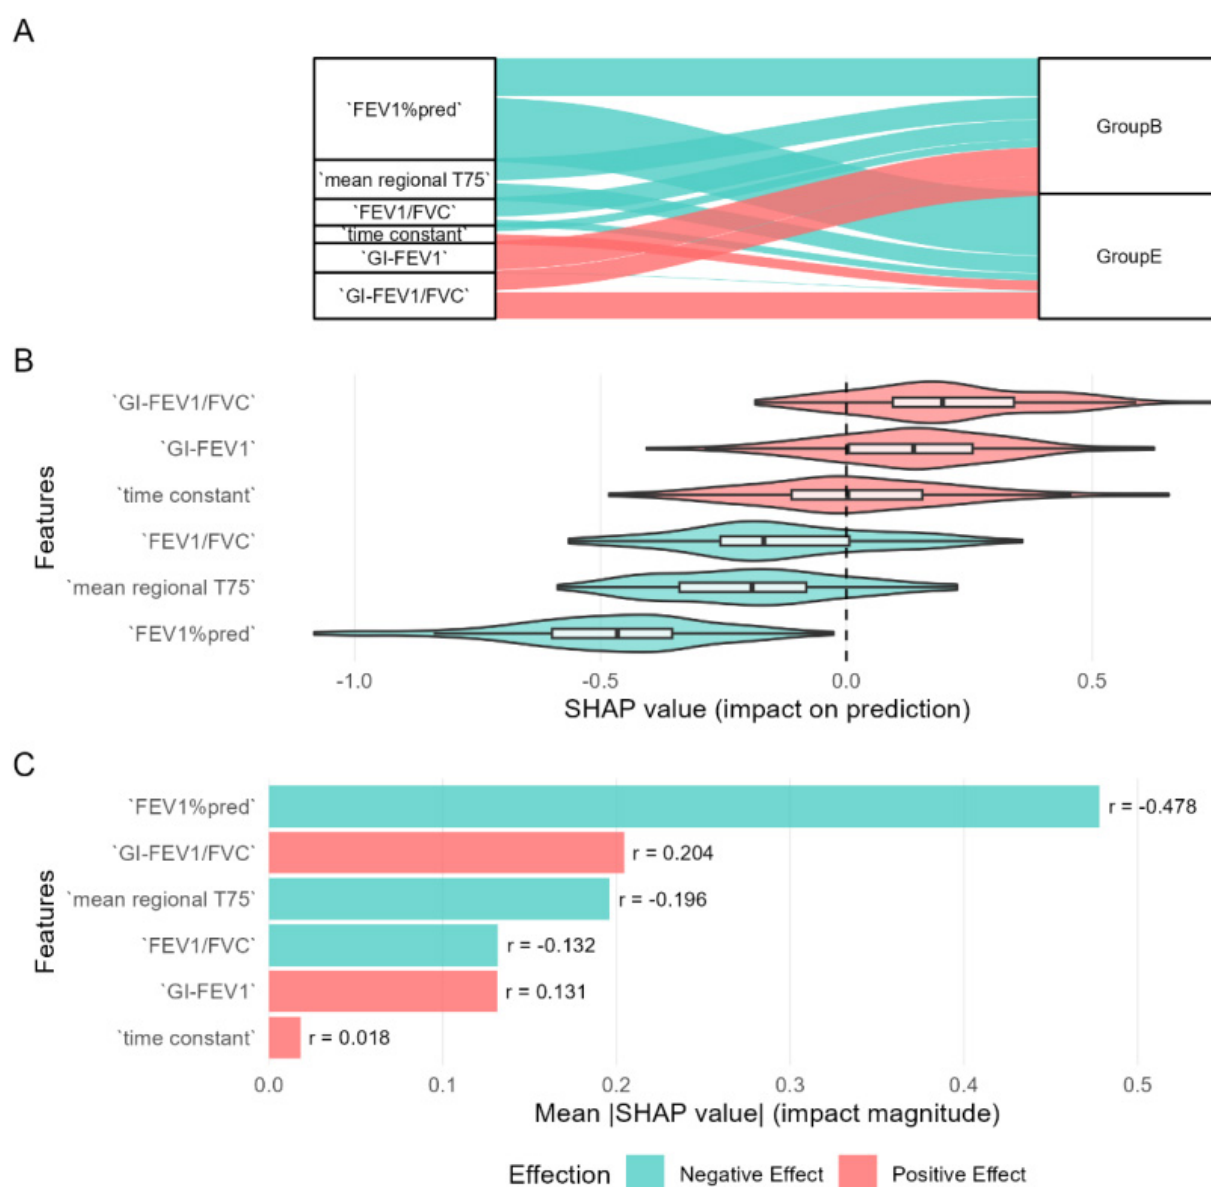 A
`FEV1%pred`
`mean regional T75`
`FEV1/FVC`
`time constant`
`GI-FEV1`
`GI-FEV1/FVC`
GroupB
GroupE
B
Features
`GI-FEV1/FVC`
`GI-FEV1`
`time constant`
`FEV1/FVC`
`mean regional T75`
`FEV1%pred`
-1.0 -0.5 0.0 0.5
SHAP value (impact on prediction)
C
Features
`FEV1%pred` r = -0.478
`GI-FEV1/FVC` r = 0.204
`mean regional T75` r = -0.196
`FEV1/FVC` r = -0.132
`GI-FEV1` r = 0.131
`time constant` r = 0.018
0.0 0.1 0.2 0.3 0.4 0.5
Mean |SHAP value| (impact magnitude)
Effection Negative Effect Positive Effect